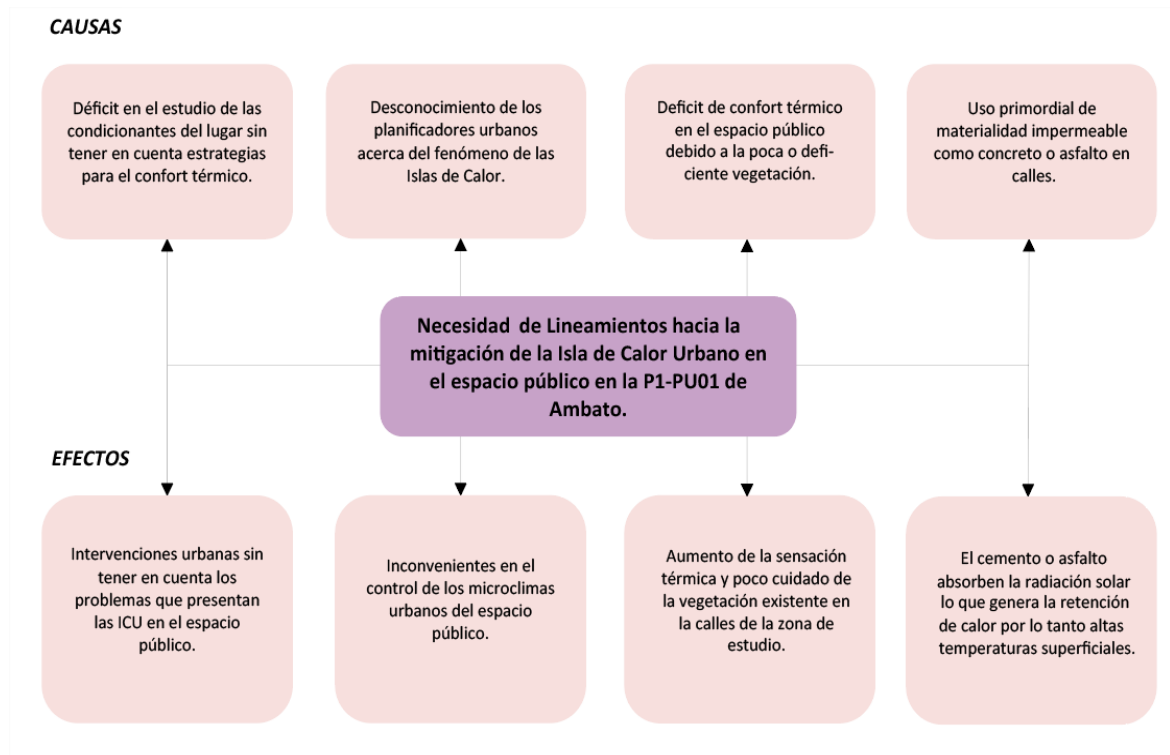 CAUSAS
Déficit en el estudio de las
condicionantes del lugar sin
tener en cuenta estrategias
para el confort térmico.
Desconocimiento de los
planificadores urbanos
acerca del fenómeno de las
Islas de Calor.
Deficit de confort térmico
en el espacio público
debido a la poca o defi-
ciente vegetación.
Uso primordial de
materialidad impermeable
como concreto o asfalto en
calles.
Necesidad de Lineamientos hacia la
mitigación de la Isla de Calor Urbano en
el espacio público en la P1-PU01 de
Ambato.
EFECTOS
Intervenciones urbanas sin
tener en cuenta los
problemas que presentan
las ICU en el espacio
público.
Inconvenientes en el
control de los microclimas
urbanos del espacio
público.
Aumento de la sensación
térmica y poco cuidado de
la vegetación existente en
la calles de la zona de
estudio.
El cemento o asfalto
absorben la radiación solar
lo que genera la retención
de calor por lo tanto altas
temperaturas superficiales.